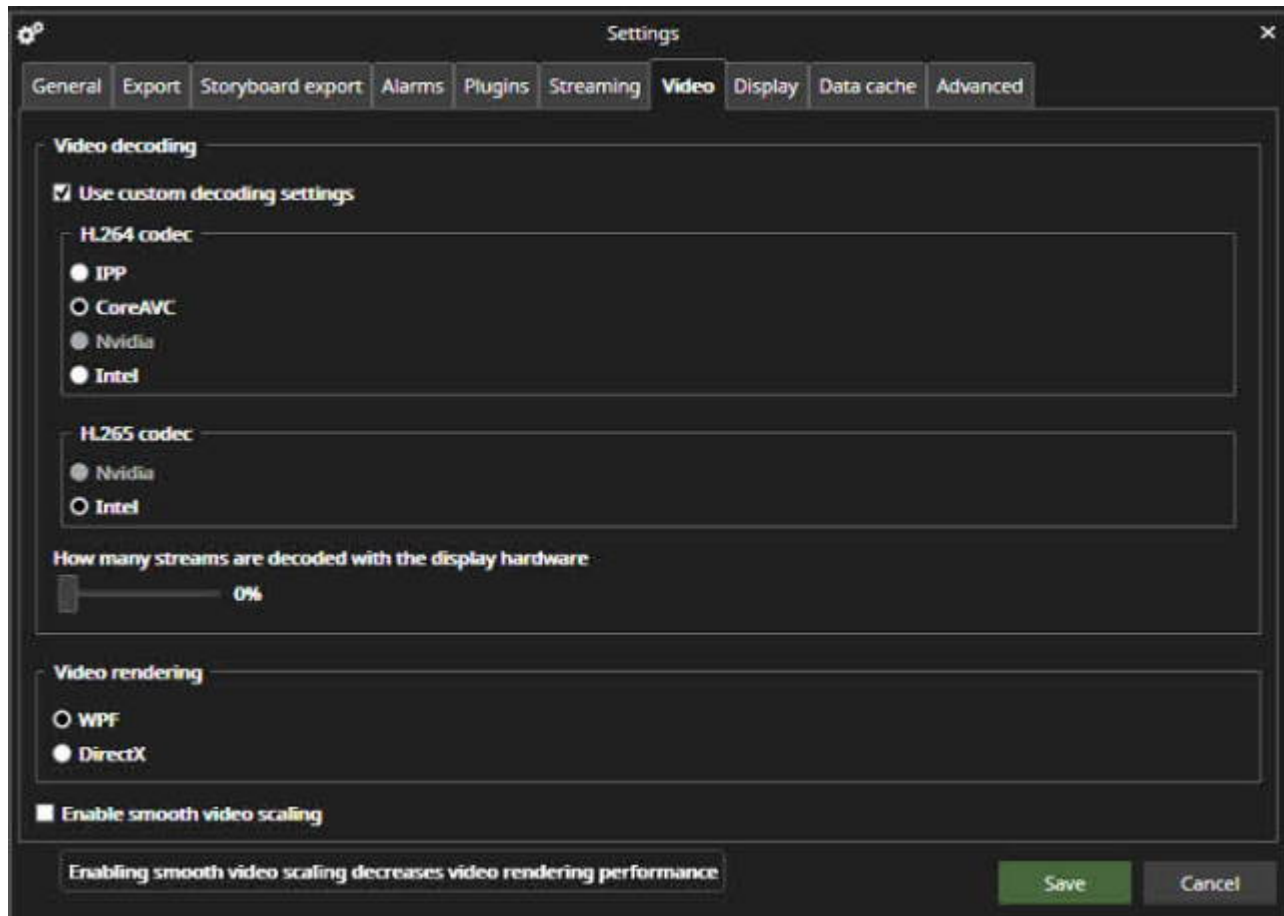 Settings
General Export Storyboard export Alarms Plugins Streaming Video Display Data cache Advanced
Video decoding
Use custom decoding settings
H.264 codec
IPP
CoreAVC
Nvidia
Intel
H.265 codec
Nvidia
Intel
How many streams are decoded with the display hardware
0%
Video rendering
WPF
DirectX
Enable smooth video scaling
Enabling smooth video scaling decreases video rendering performance
Save Cancel